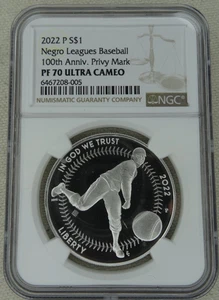 2022 P S$1
Negro Leagues Baseball
100th Anniv. Privy Mark
PF 70 ULTRA CAMEO
6467208-005
NGC
NUMISMATIC GUARANTY COMPANY
IN GOD WE TRUST
2022
P
LIBERTY